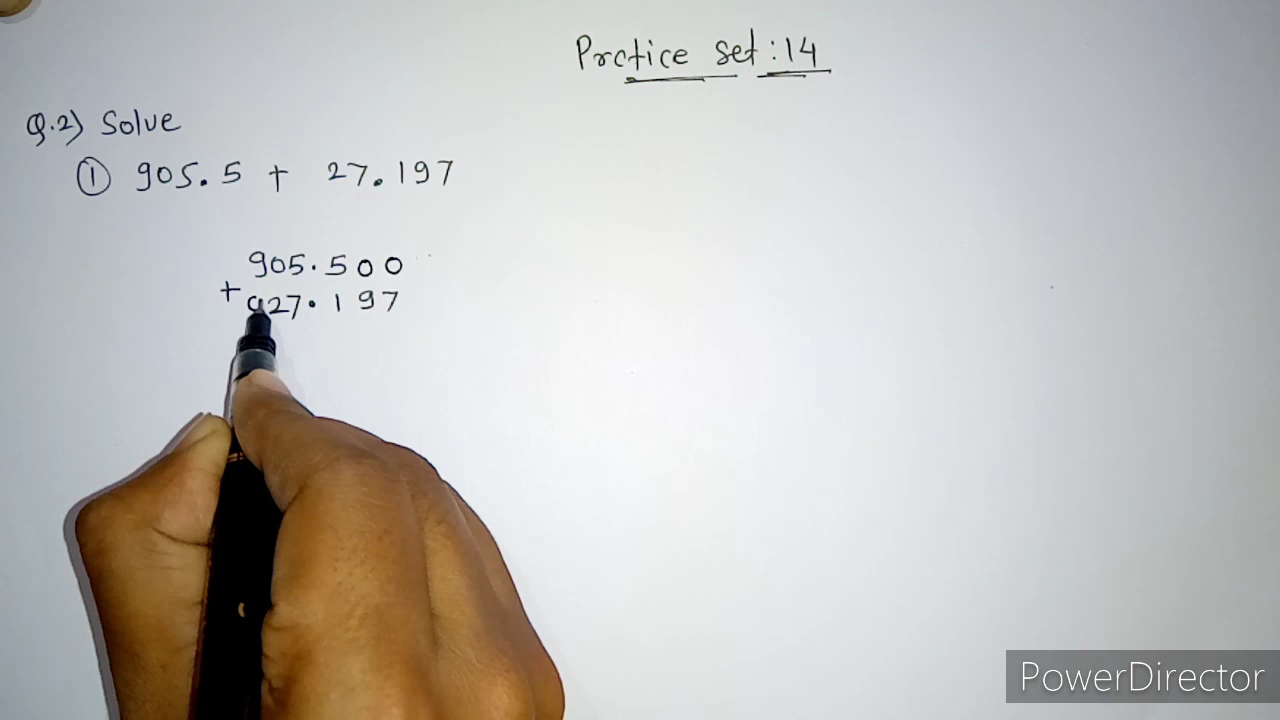 Prctice set : 14
Q.2) Solve
① 905.5 + 27.197
905.500
+ 027.197
PowerDirector